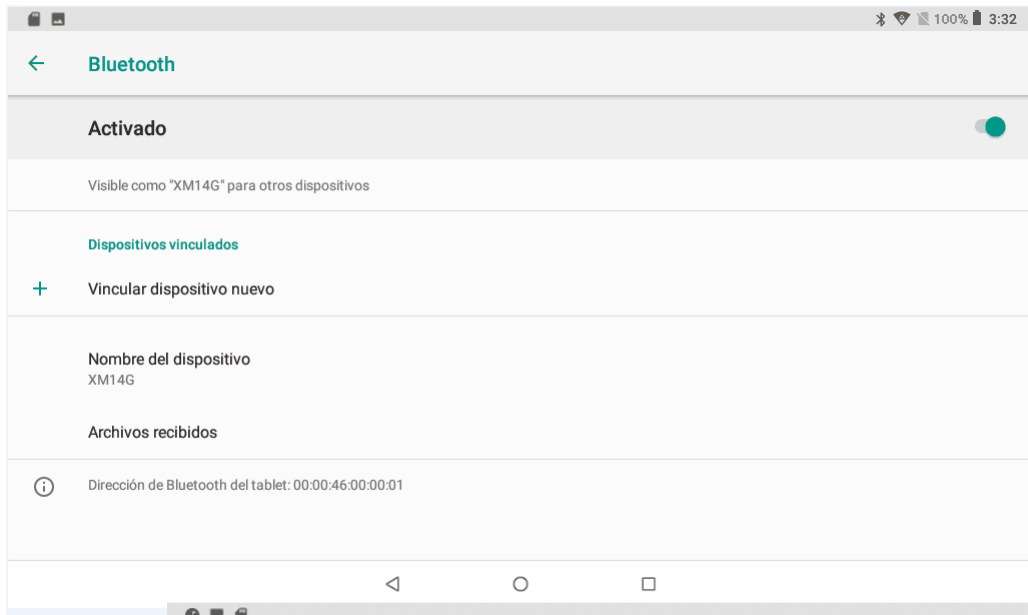 100% 3:32
Bluetooth
Activado
Visible como "XM14G" para otros dispositivos
Dispositivos vinculados
Vincular dispositivo nuevo
Nombre del dispositivo
XM14G
Archivos recibidos
Dirección de Bluetooth del tablet: 00:00:46:00:00:01